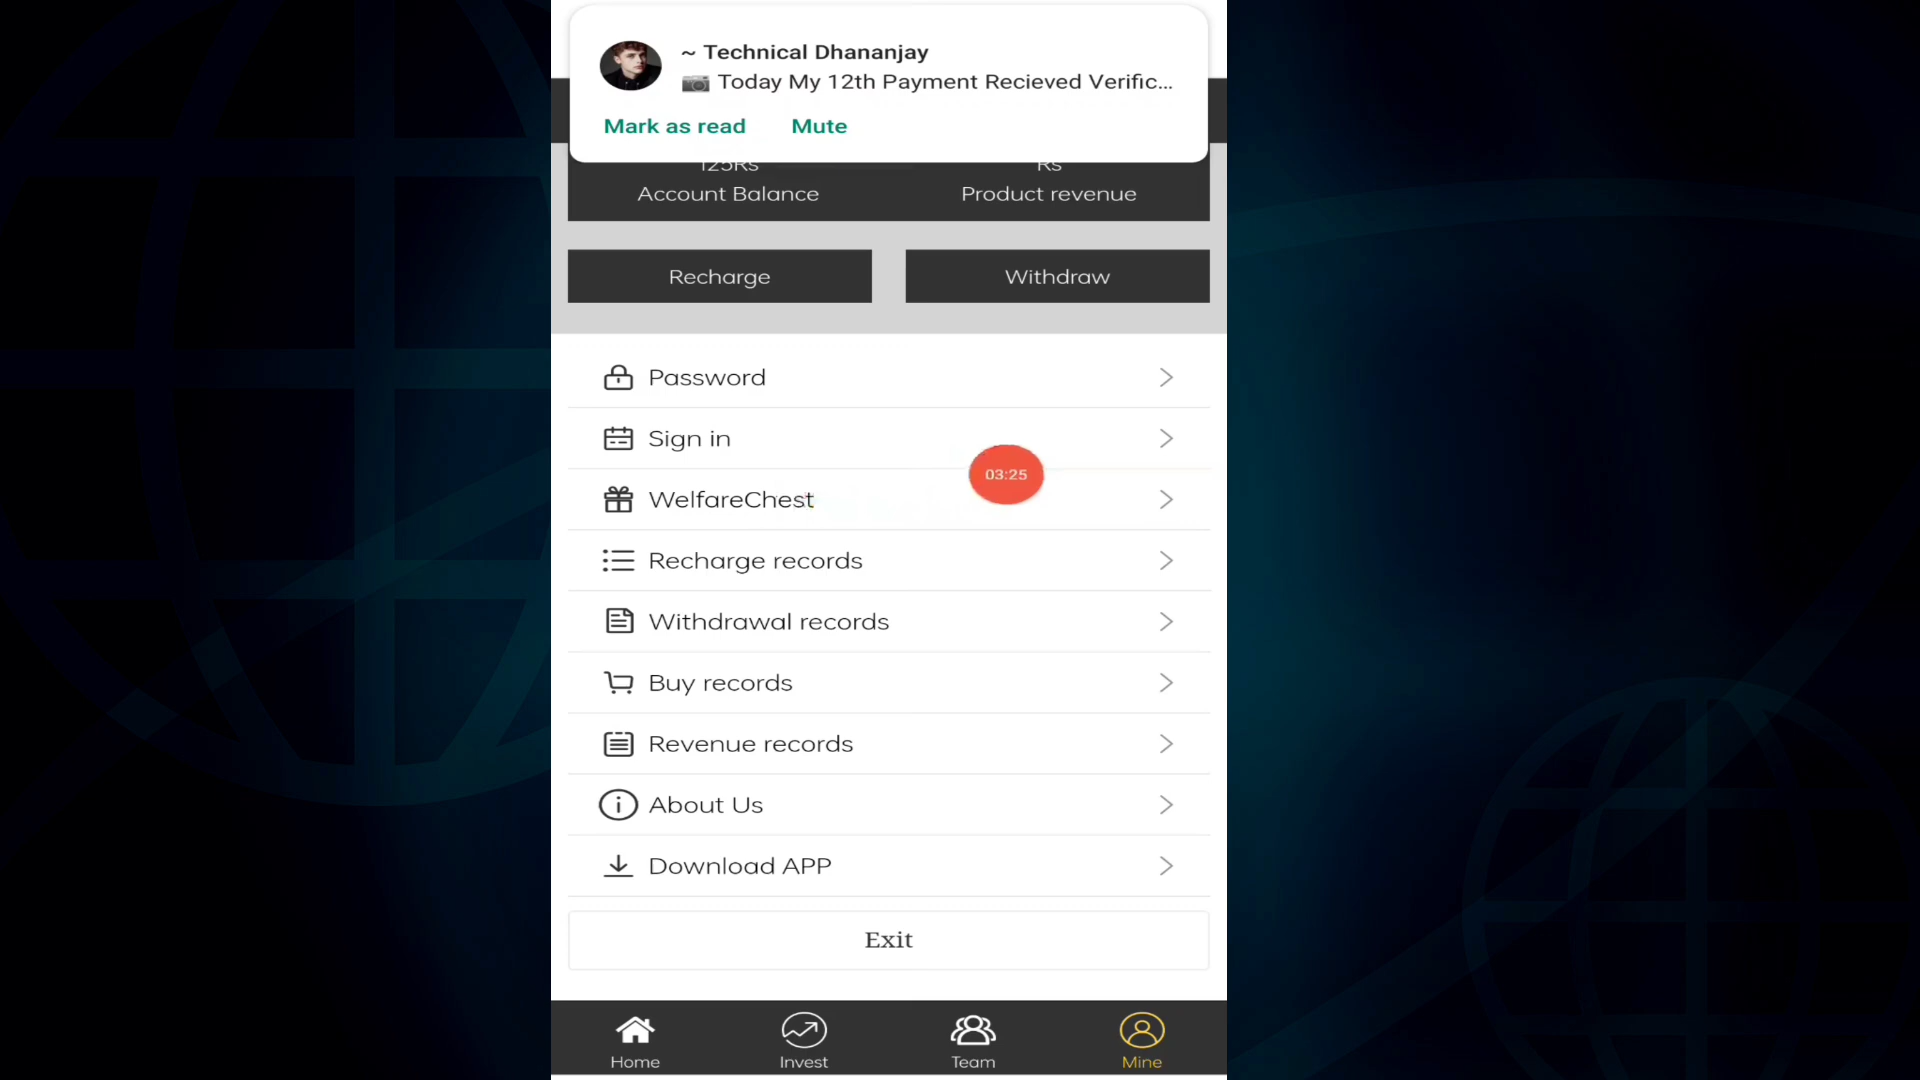 ~ Technical Dhananjay
📷 Today My 12th Payment Recieved Verific...
Mark as read Mute
125Rs Rs
Account Balance Product revenue
Recharge Withdraw
Password
Sign in
03:25
WelfareChest
Recharge records
Withdrawal records
Buy records
Revenue records
About Us
Download APP
Exit
Home Invest Team Mine